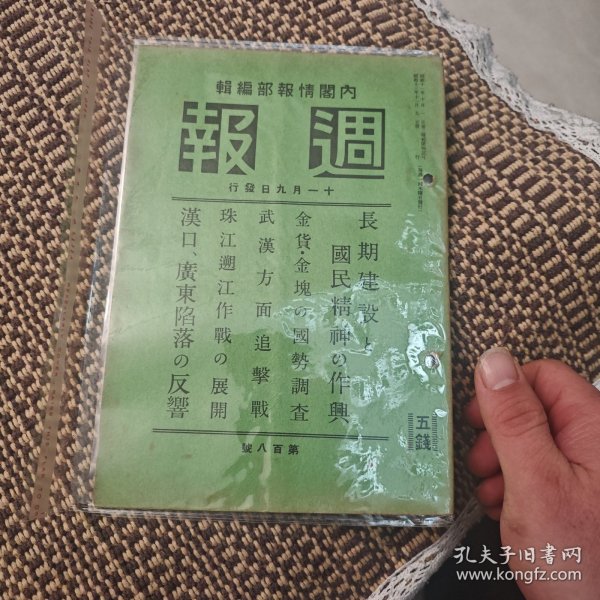 內閣情報部編輯
週報
十一月九日發行
長期建設と
國民精神の作興
金貨・金塊の國勢調査
武漢方面追擊戰
珠江遡江作戰の展開
漢口、廣東陷落の反響
第百八號
五錢
孔夫子旧書网
www.kongfz.com